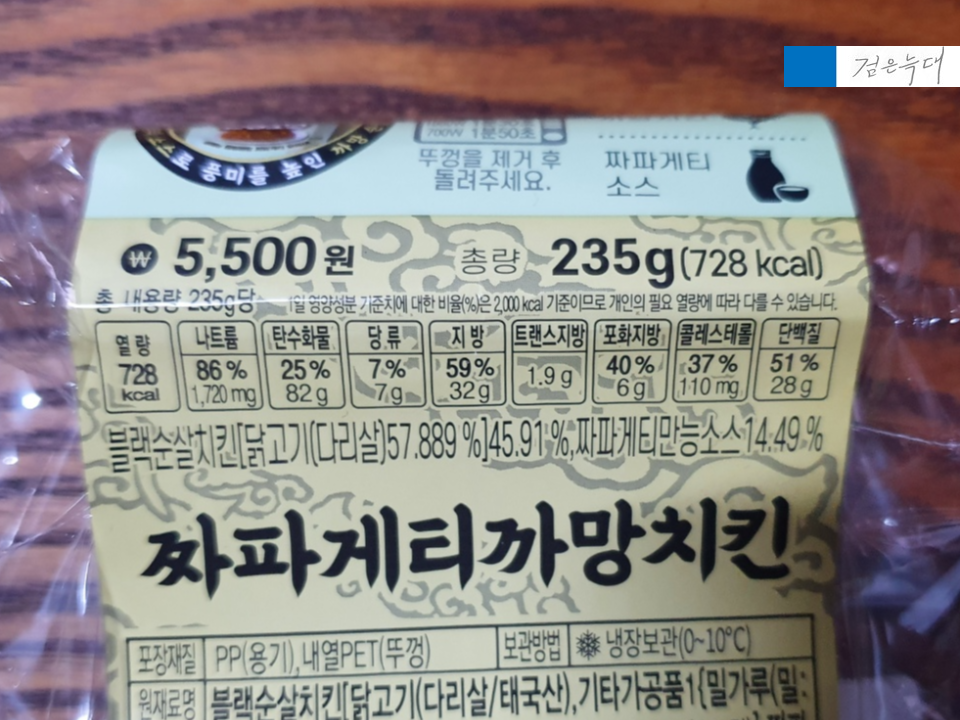 검은늑대
로 풍미를 높인 까망
700W 1분50초
뚜껑을 제거 후
돌려주세요.
짜파게티
소스
₩ 5,500원 총량 235g(728 kcal)
총 내용량 235g당 1일 영양성분 기준치에 대한 비율(%)은 2,000 kcal 기준이므로 개인의 필요 열량에 따라 다를 수 있습니다.
열량 나트륨 탄수화물 당류 지방 트랜스지방 포화지방 콜레스테롤 단백질
728 kcal 86% 25% 7% 59% 1.9g 40% 37% 51%
1,720mg 82g 7g 32g 6g 110mg 28g
블랙순살치킨[닭고기(다리살)57.889%]45.91%,짜파게티만능소스14.49%
짜파게티까망치킨
포장재질 PP(용기),내열PET(뚜껑) 보관방법 냉장보관(0~10℃)
원재료명 블랙순살치킨[닭고기(다리살/태국산),기타가공품1{밀가루(밀: